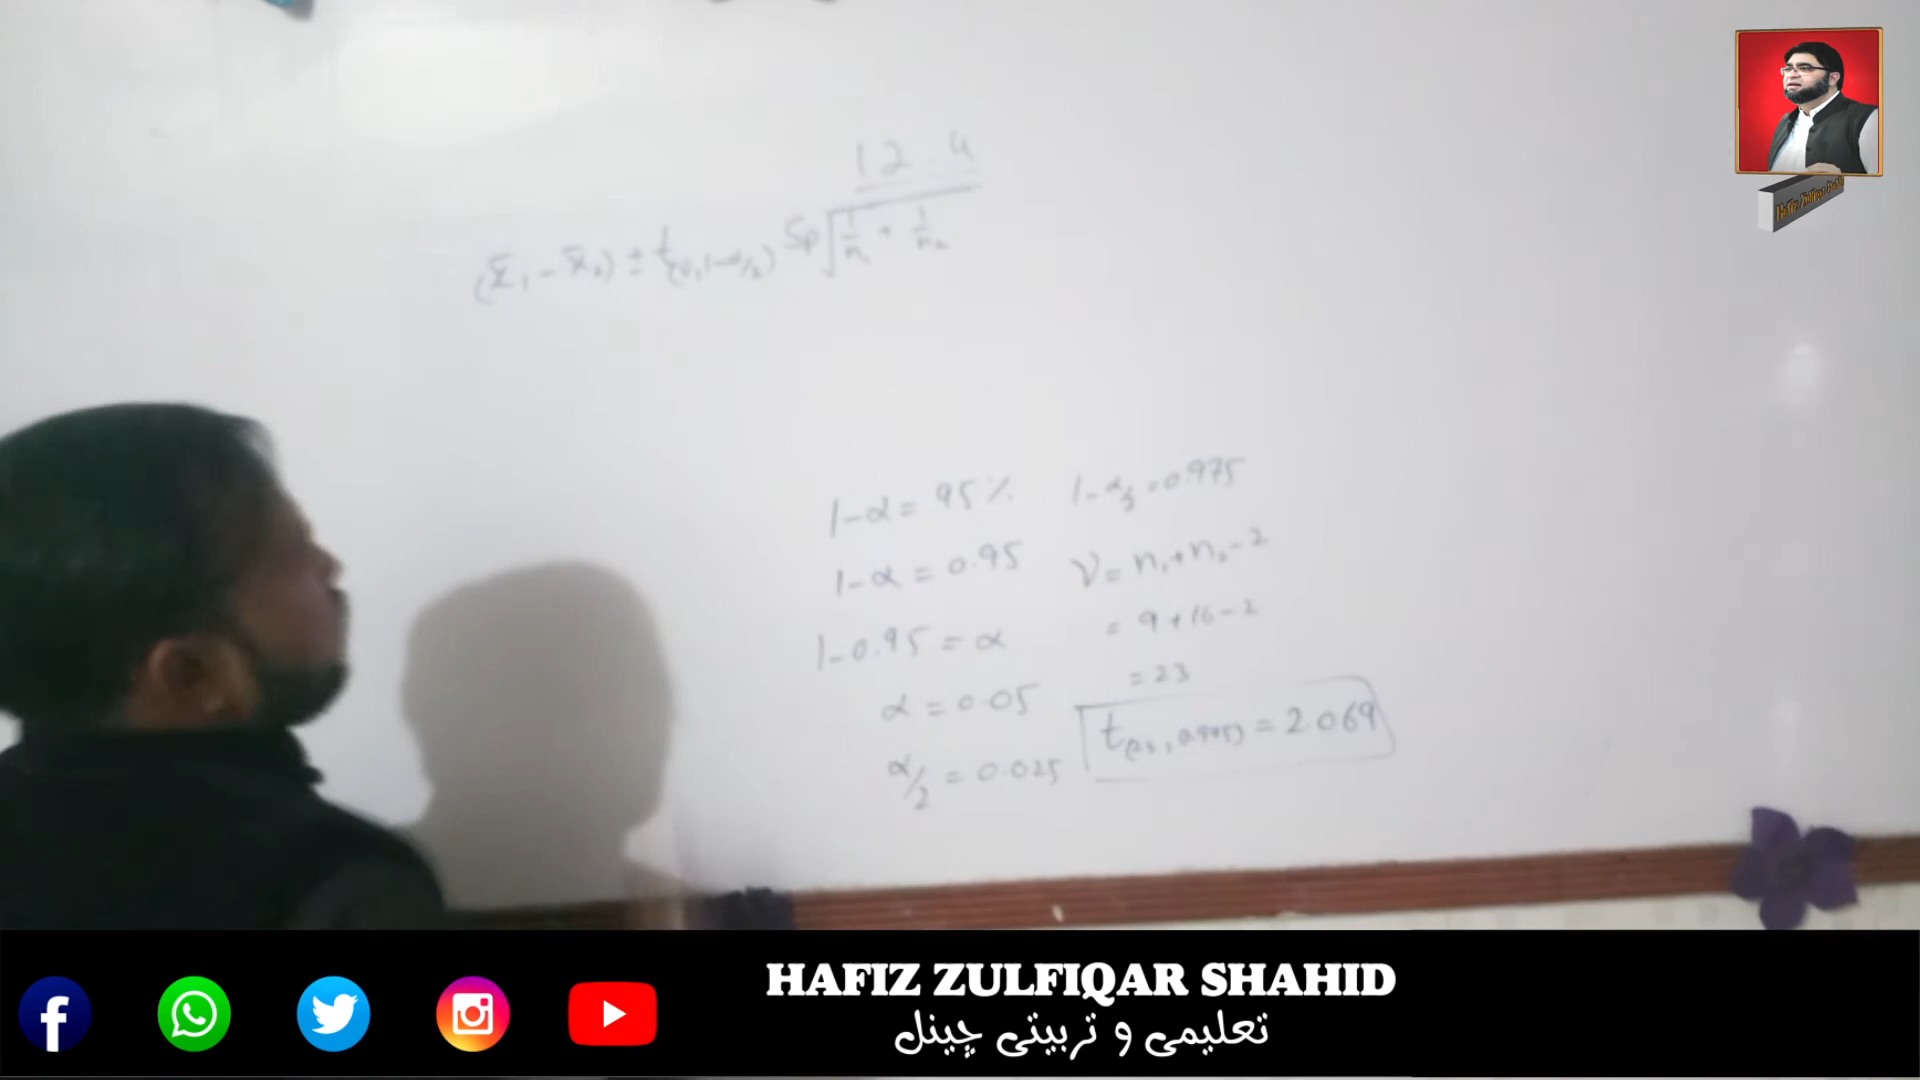 12.4
(x̄₁ - x̄₂) ± t(ν, 1-α/2) Sp√(1/n₁ + 1/n₂)
1-α = 95%
1-α = 0.95
1-0.95 = α
α = 0.05
α/2 = 0.025
1-α/2 = 0.975
ν = n₁+n₂-2
= 9+16-2
= 23
t(23, 0.975) = 2.069
HAFIZ ZULFIQAR SHAHID
تعلیمی و تربیتی چینل